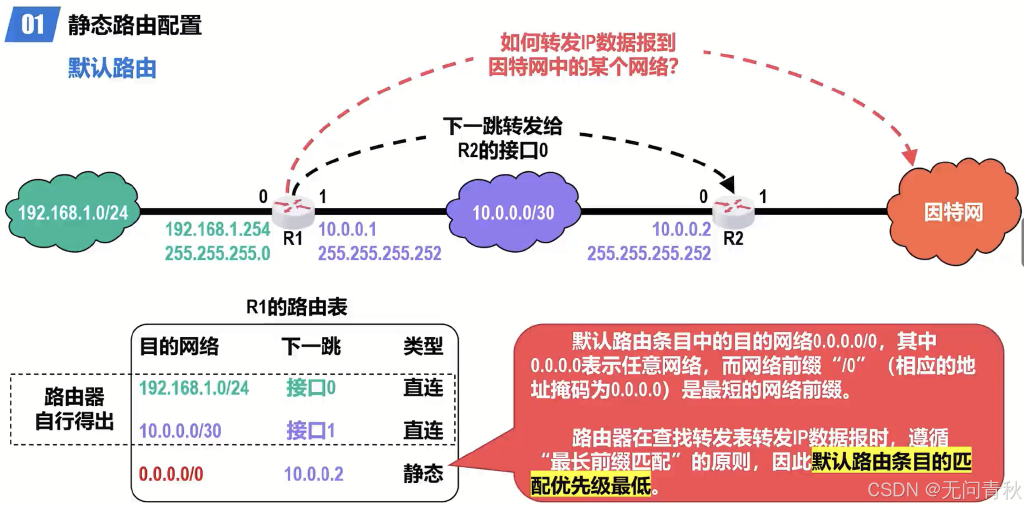 01 静态路由配置
默认路由
如何转发IP数据报到
因特网中的某个网络?
下一跳转发给
R2的接口0
192.168.1.0/24
0
1
R1
192.168.1.254
255.255.255.0
10.0.0.1
255.255.255.252
10.0.0.0/30
0
1
R2
10.0.0.2
255.255.255.252
因特网
R1的路由表
目的网络 下一跳 类型
路由器
自行得出
192.168.1.0/24 接口0 直连
10.0.0.0/30 接口1 直连
0.0.0.0/0 10.0.0.2 静态
默认路由条目中的目的网络0.0.0.0/0，其中
0.0.0.0表示任意网络，而网络前缀“/0”（相应的地
址掩码为0.0.0.0）是最短的网络前缀。
路由器在查找转发表转发IP数据报时，遵循
“最长前缀匹配”的原则，因此默认路由条目的匹
配优先级最低。
CSDN @无问青秋